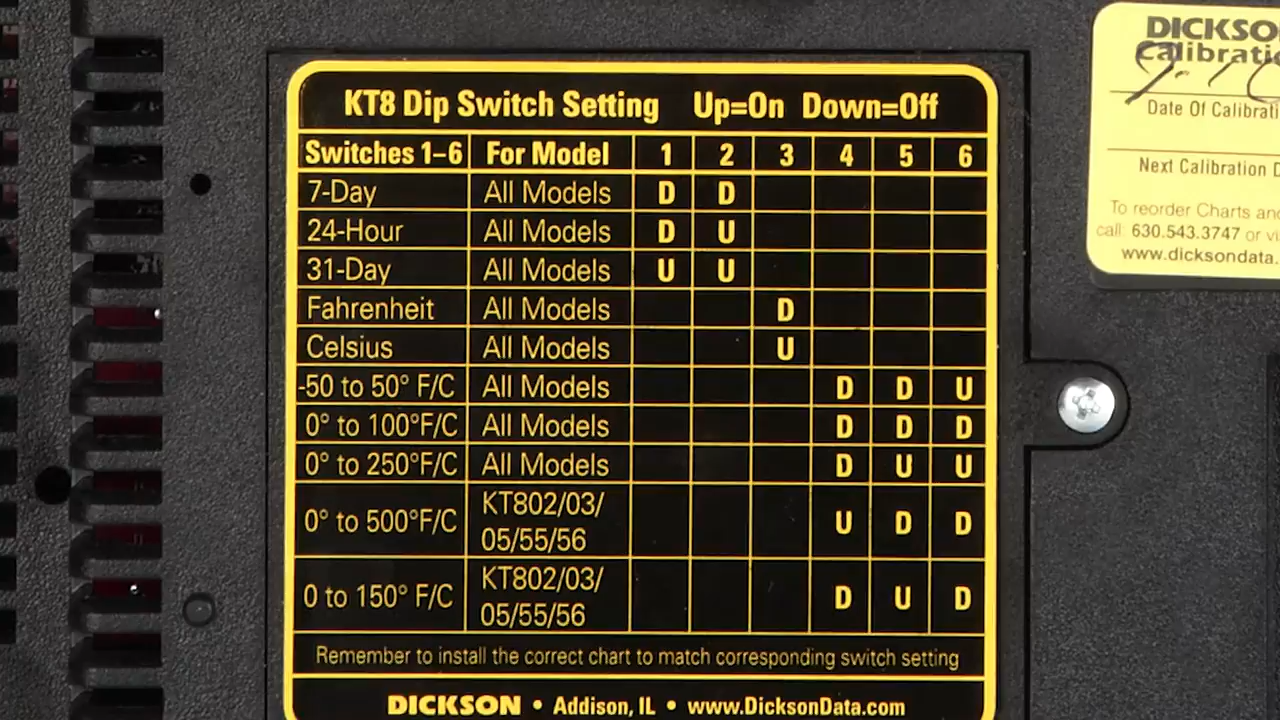 KT8 Dip Switch Setting Up=On Down=Off
Switches 1–6 For Model 1 2 3 4 5 6
7-Day All Models D D
24-Hour All Models D U
31-Day All Models U U
Fahrenheit All Models D
Celsius All Models U
-50 to 50° F/C All Models D D U
0° to 100°F/C All Models D D D
0° to 250°F/C All Models D U U
0° to 500°F/C KT802/03/
05/55/56 U D D
0 to 150° F/C KT802/03/
05/55/56 D U D
Remember to install the correct chart to match corresponding switch setting
DICKSON • Addison, IL • www.DicksonData.com
DICKSO
Calibrati
Date Of Calibrati
Next Calibration D
To reorder Charts and
call: 630.543.3747 or vi
www.dicksondata.